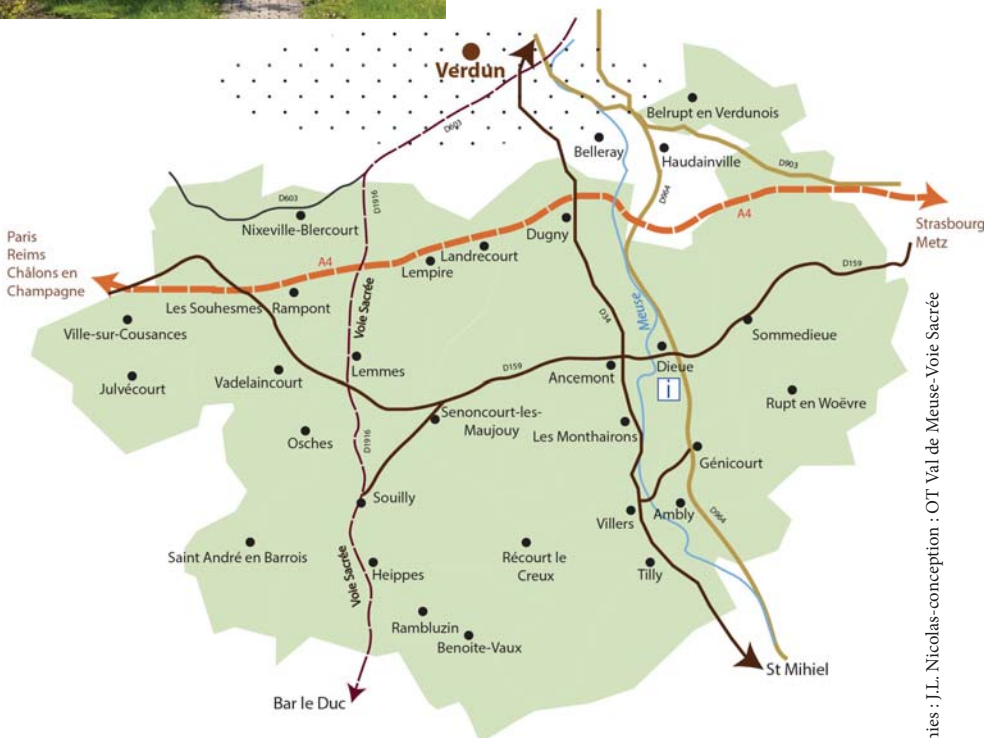 Verdun
Belrupt en Verdunois
D603
Belleray
Haudainville
D903
D1916
D964
D603
Nixeville-Blercourt
A4
Strasbourg
Metz
Paris
Reims
Châlons en
Champagne
Dugny
Landrecourt
Lempire
A4
D159
Les Souhesmes
Rampont
Voie Sacrée
Meuse
D34
Ville-sur-Cousances
Sommedieue
Lemmes
Dieue
i
D159
Ancemont
Julvécourt
Vadelaincourt
Rupt en Woëvre
Senoncourt-les-
Maujouy
Les Monthairons
Osches
D1916
Génicourt
Souilly
Villers
Ambly
D964
Saint André en Barrois
Voie Sacrée
Heippes
Récourt le
Creux
Tilly
Rambluzin
Benoite-Vaux
St Mihiel
Bar le Duc
: J.L. Nicolas-conception : OT Val de Meuse-Voie Sacrée